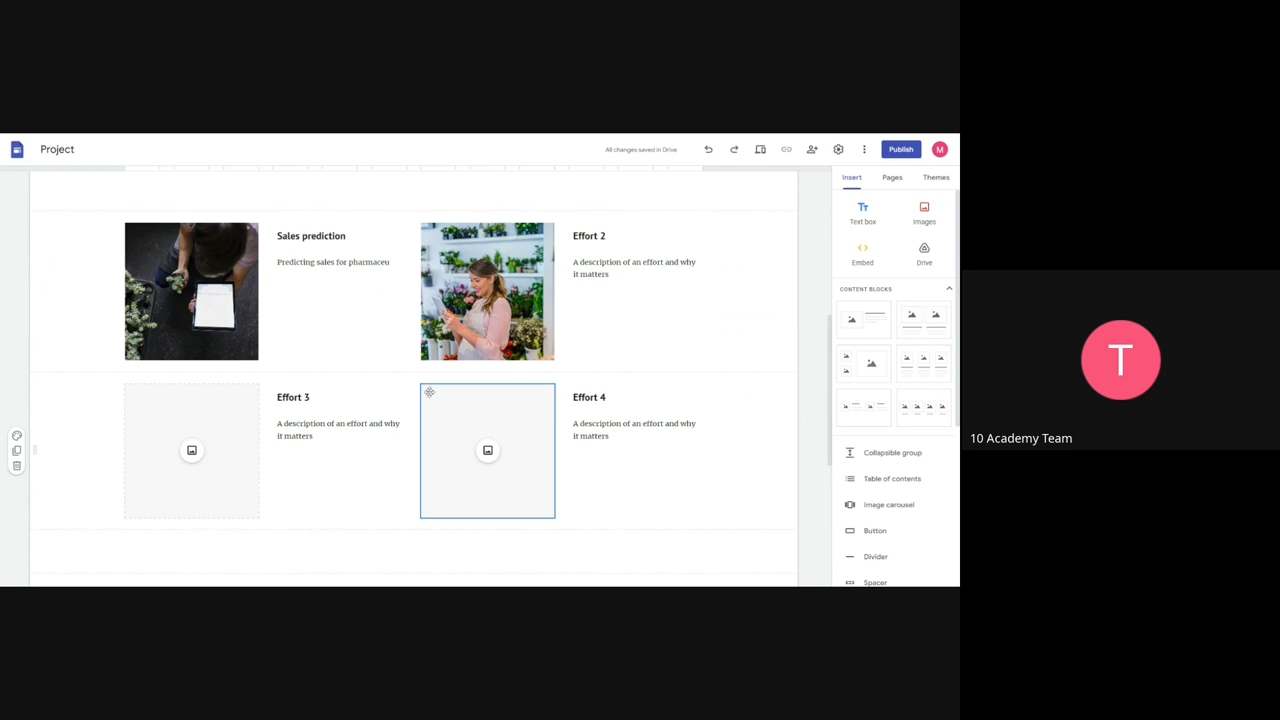 Project
All changes saved in Drive
Publish
M
Insert
Pages
Themes
Tт
Text box
Images
Embed
Drive
CONTENT BLOCKS
Sales prediction
Predicting sales for pharmaceu
Effort 2
A description of an effort and why
it matters
Effort 3
A description of an effort and why
it matters
Effort 4
A description of an effort and why
it matters
Collapsible group
Table of contents
Image carousel
Button
Divider
Spacer
T
10 Academy Team